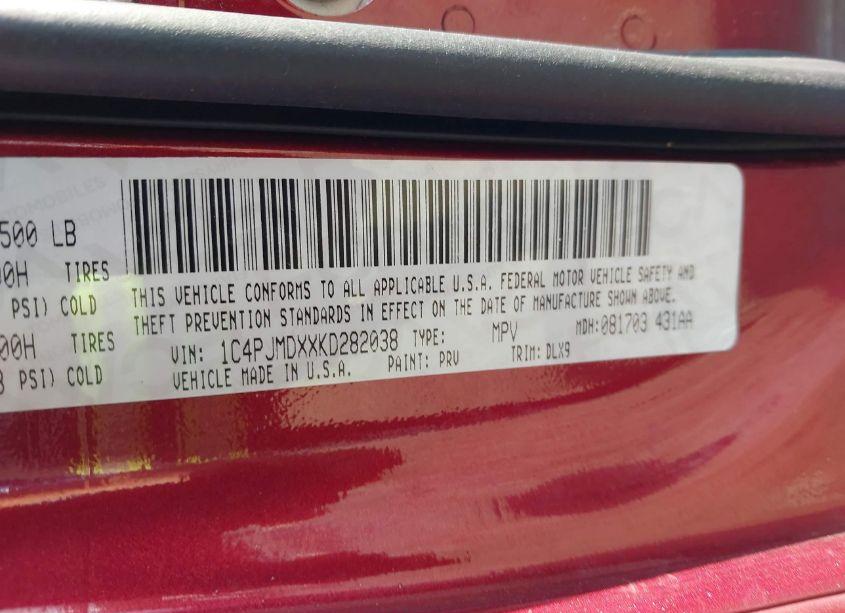 500 LB
00H TIRES
PSI) COLD
00H TIRES
PSI) COLD
THIS VEHICLE CONFORMS TO ALL APPLICABLE U.S.A. FEDERAL MOTOR VEHICLE SAFETY AND
THEFT PREVENTION STANDARDS IN EFFECT ON THE DATE OF MANUFACTURE SHOWN ABOVE.
VIN: 1C4PJMDXXKD282038 TYPE: MPV MDH:081703 431AA
VEHICLE MADE IN U.S.A. PAINT: PRV TRIM: DLX9